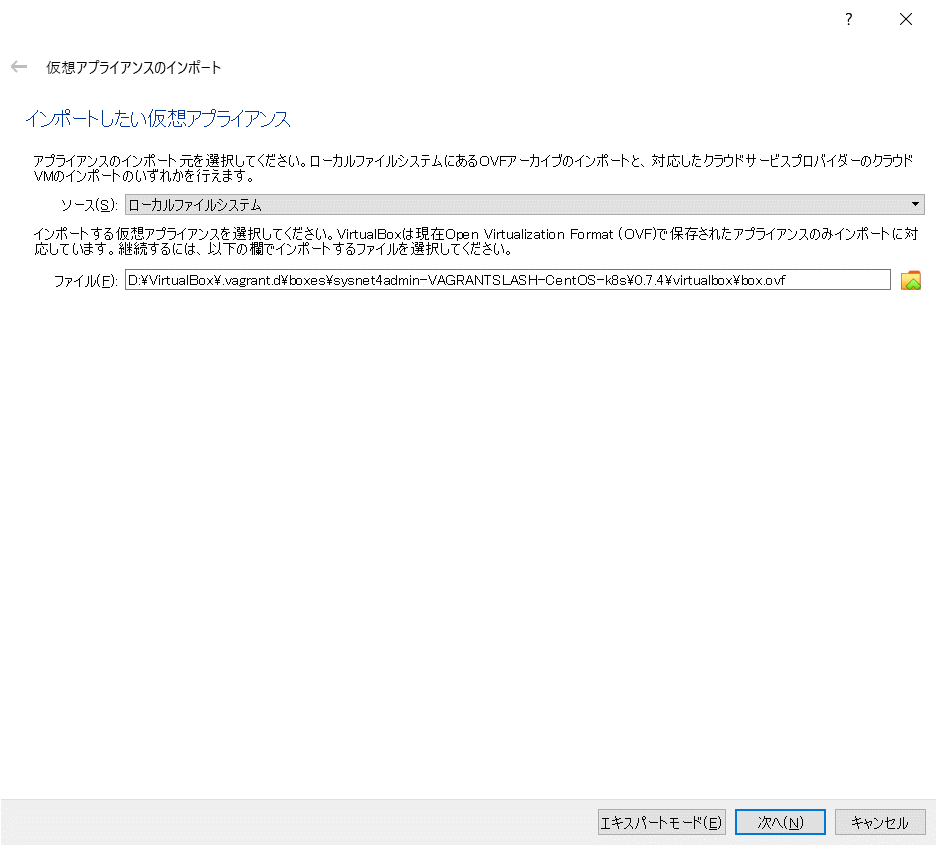 ?
仮想アプライアンスのインポート
インポートしたい仮想アプライアンス
アプライアンスのインポート元を選択してください。ローカルファイルシステムにあるOVFアーカイブのインポートと、対応したクラウドサービスプロバイダーのクラウド
VMのインポートのいずれかを行えます。
ソース(S): ローカルファイルシステム
インポートする仮想アプライアンスを選択してください。VirtualBoxは現在Open Virtualization Format (OVF)で保存されたアプライアンスのみインポートに対
応しています。継続するには、以下の欄でインポートするファイルを選択してください。
ファイル(F): D:¥VirtualBox¥.vagrant.d¥boxes¥sysnet4admin-VAGRANTSLASH-CentOS-k8s¥0.7.4¥virtualbox¥box.ovf
エキスパートモード(E) 次へ(N) キャンセル